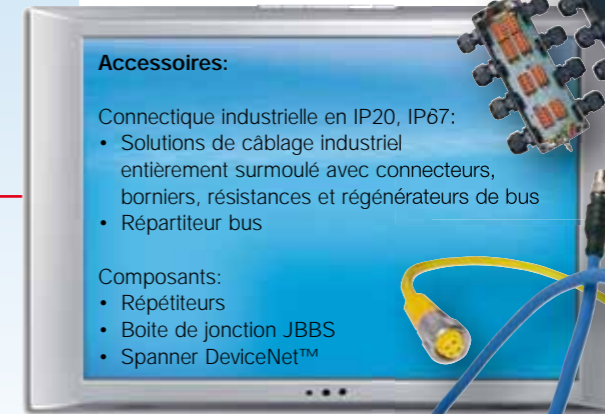 Accessoires:
Connectique industrielle en IP20, IP67:
• Solutions de câblage industriel
entièrement surmoulé avec connecteurs,
borniers, résistances et régénérateurs de bus
• Répartiteur bus
Composants:
• Répétiteurs
• Boite de jonction JBBS
• Spanner DeviceNet™